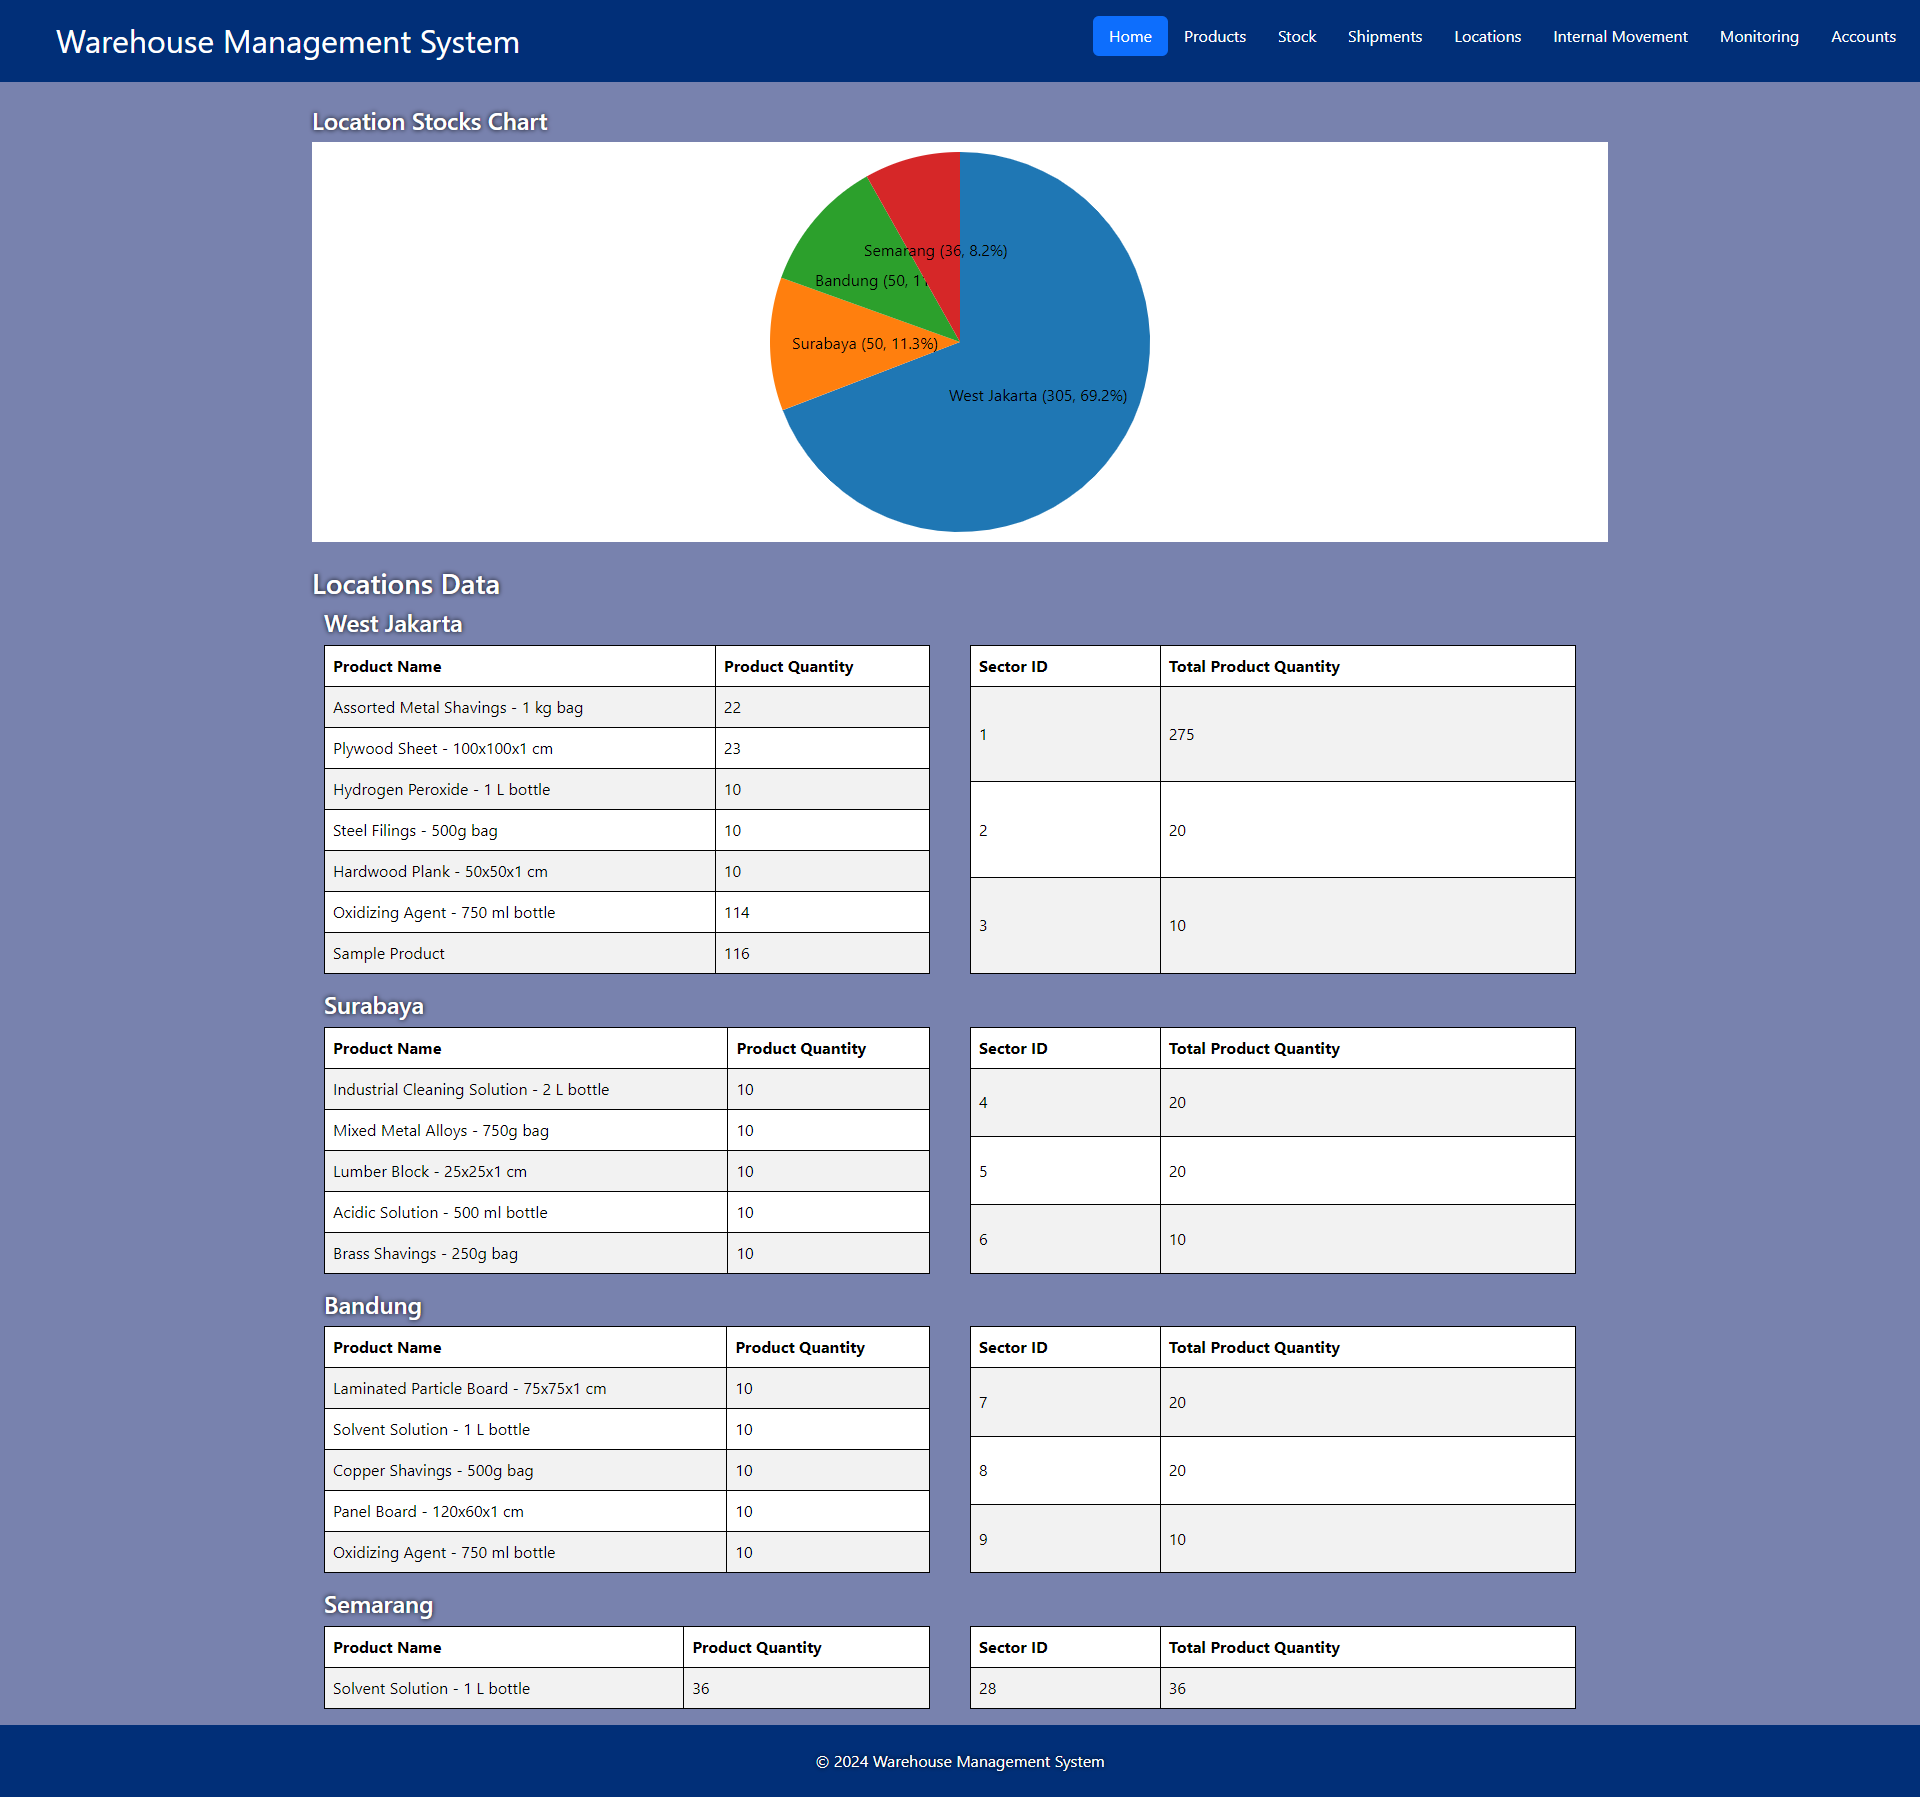 Warehouse Management System
Home Products Stock Shipments Locations Internal Movement Monitoring Accounts
Location Stocks Chart
Semarang (36, 8.2%)
Bandung (50, 11
Surabaya (50, 11.3%)
West Jakarta (305, 69.2%)
Locations Data
West Jakarta
Product Name Product Quantity
Assorted Metal Shavings - 1 kg bag 22
Plywood Sheet - 100x100x1 cm 23
Hydrogen Peroxide - 1 L bottle 10
Steel Filings - 500g bag 10
Hardwood Plank - 50x50x1 cm 10
Oxidizing Agent - 750 ml bottle 114
Sample Product 116
Sector ID Total Product Quantity
1 275
2 20
3 10
Surabaya
Product Name Product Quantity
Industrial Cleaning Solution - 2 L bottle 10
Mixed Metal Alloys - 750g bag 10
Lumber Block - 25x25x1 cm 10
Acidic Solution - 500 ml bottle 10
Brass Shavings - 250g bag 10
Sector ID Total Product Quantity
4 20
5 20
6 10
Bandung
Product Name Product Quantity
Laminated Particle Board - 75x75x1 cm 10
Solvent Solution - 1 L bottle 10
Copper Shavings - 500g bag 10
Panel Board - 120x60x1 cm 10
Oxidizing Agent - 750 ml bottle 10
Sector ID Total Product Quantity
7 20
8 20
9 10
Semarang
Product Name Product Quantity
Solvent Solution - 1 L bottle 36
Sector ID Total Product Quantity
28 36
© 2024 Warehouse Management System